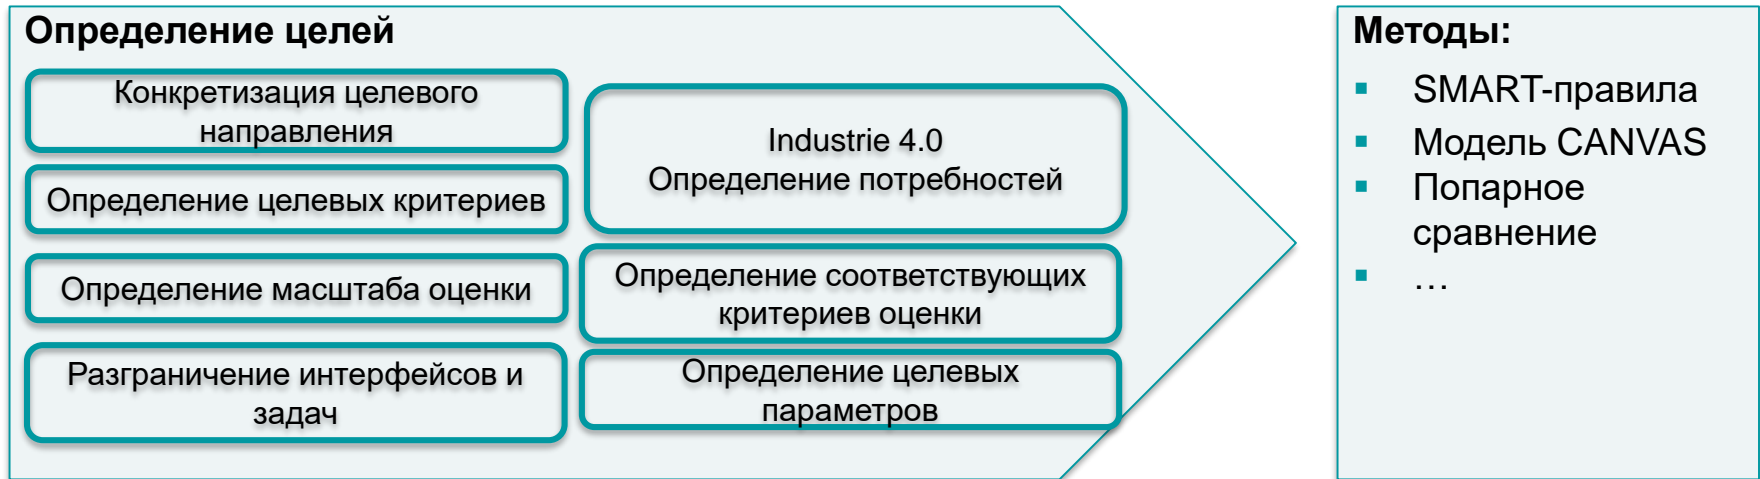 Определение целей
Конкретизация целевого
направления
Определение целевых критериев
Определение масштаба оценки
Разграничение интерфейсов и
задач
Industrie 4.0
Определение потребностей
Определение соответствующих
критериев оценки
Определение целевых
параметров
Методы:
▪ SMART-правила
▪ Модель CANVAS
▪ Попарное
сравнение
▪ …